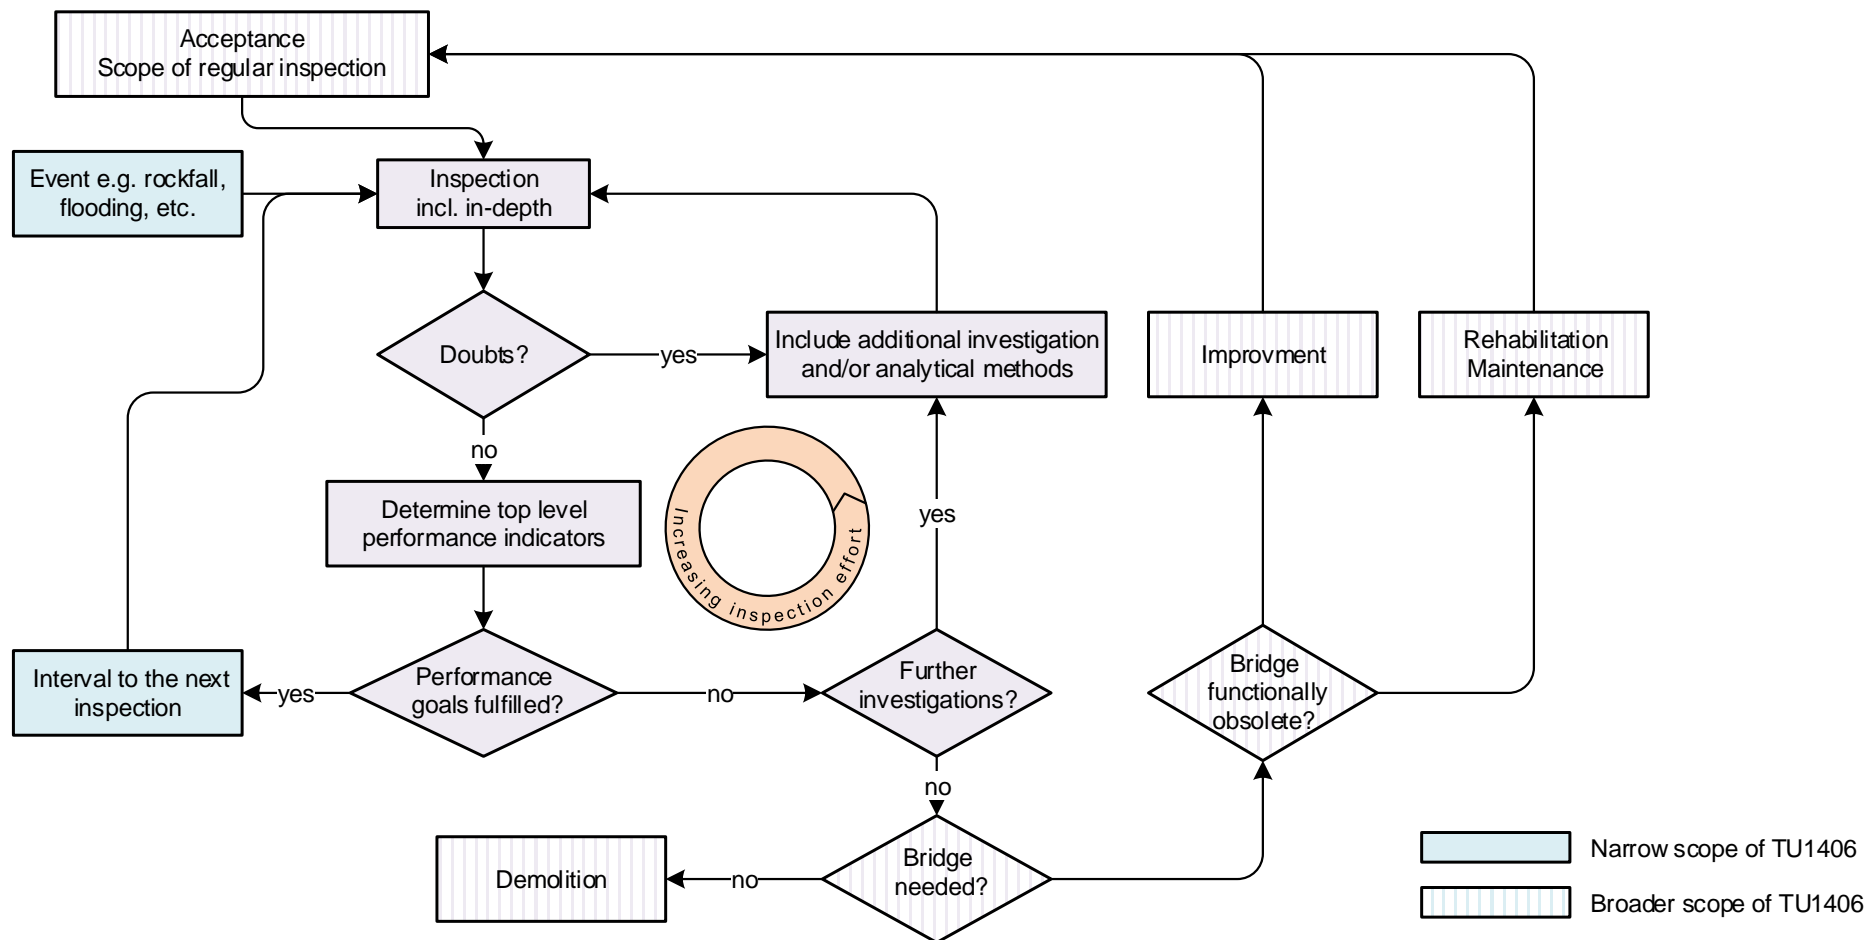 Acceptance
Scope of regular inspection
Event e.g. rockfall,
flooding, etc.
Inspection
incl. in-depth
Doubts?
yes
Include additional investigation
and/or analytical methods
Improvment
Rehabilitation
Maintenance
no
Determine top level
performance indicators
Increasing inspection effort
yes
Interval to the next
inspection
yes
Performance
goals fulfilled?
no
Further
investigations?
Bridge
functionally
obsolete?
no
Demolition
no
Bridge
needed?
Narrow scope of TU1406
Broader scope of TU1406